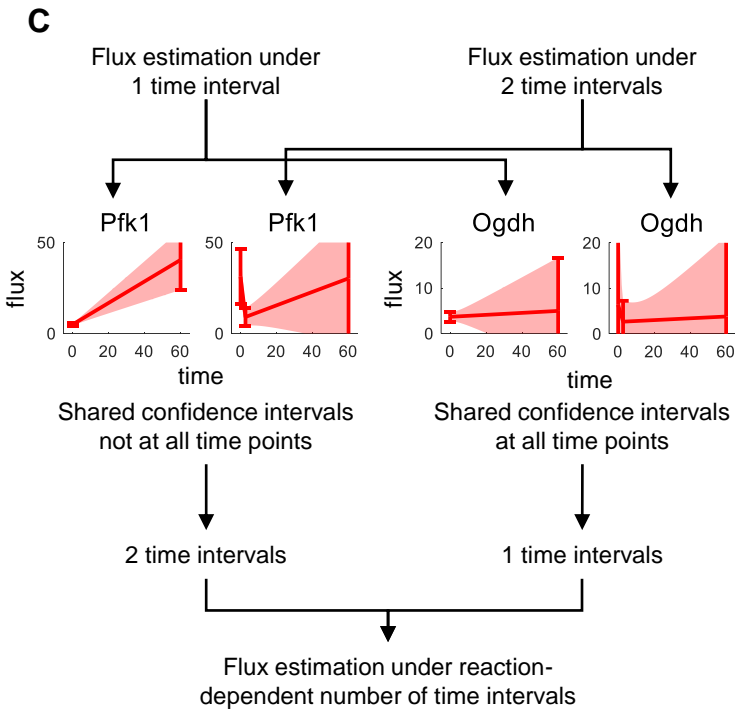 C
Flux estimation under
1 time interval
Flux estimation under
2 time intervals
Pfk1
Pfk1
Ogdh
Ogdh
flux
50
0
0 20 40 60
50
0
0 20 40 60
time
flux
20
10
0
0 20 40 60
20
10
0
0 20 40 60
time
Shared confidence intervals
not at all time points
Shared confidence intervals
at all time points
2 time intervals
1 time intervals
Flux estimation under reaction-
dependent number of time intervals